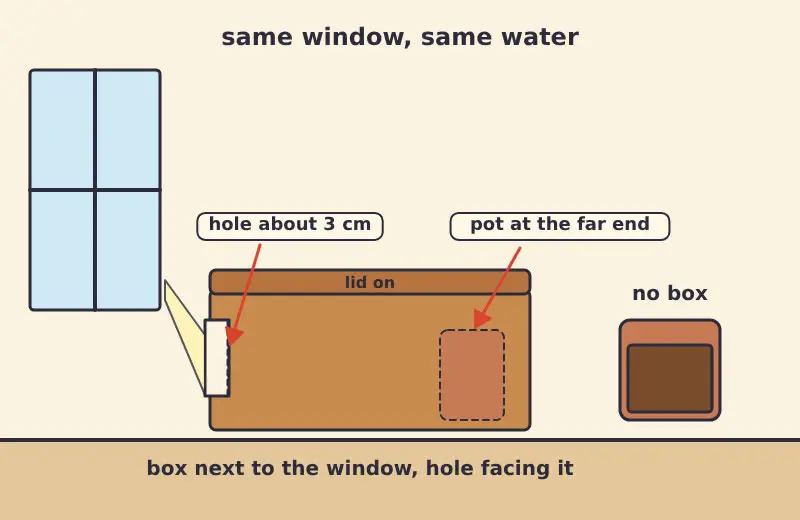 same window, same water
hole about 3 cm
pot at the far end
lid on
no box
box next to the window, hole facing it